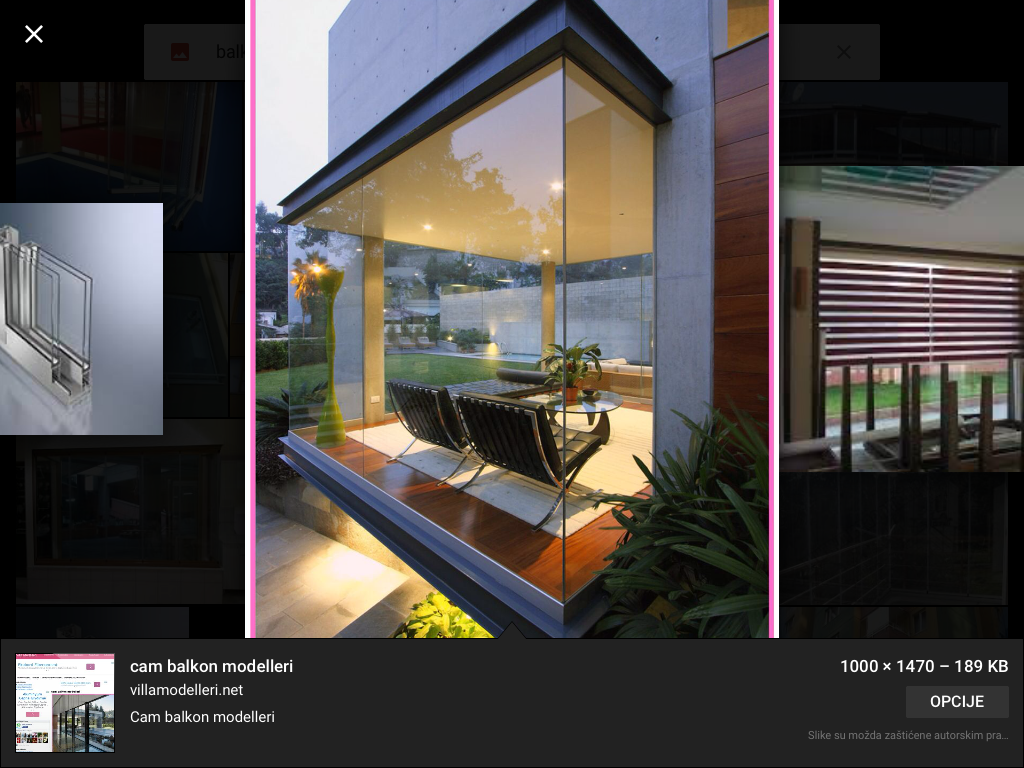 balk
cam balkon modelleri
villamodelleri.net
Cam balkon modelleri
1000 × 1470 – 189 KB
OPCIJE
Slike su možda zaštićene autorskim pra...